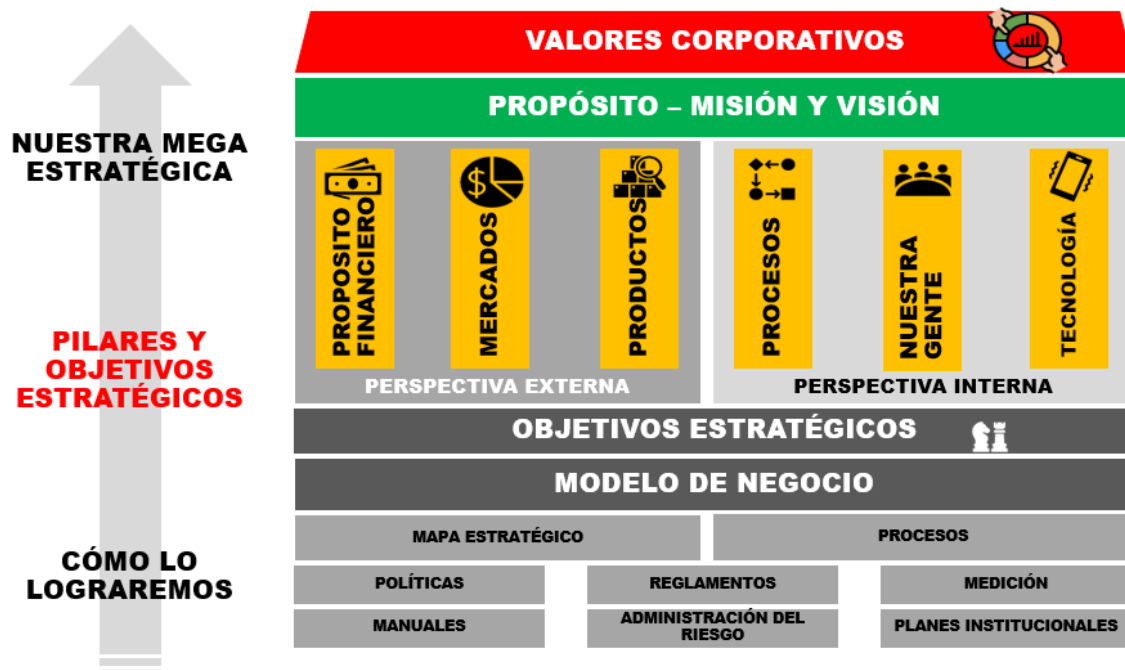 VALORES CORPORATIVOS
PROPÓSITO – MISIÓN Y VISIÓN
NUESTRA MEGA
ESTRATÉGICA
PROPOSITO
FINANCIERO
MERCADOS
PRODUCTOS
PROCESOS
NUESTRA
GENTE
TECNOLOGÍA
PILARES Y
OBJETIVOS
ESTRATÉGICOS
PERSPECTIVA EXTERNA
PERSPECTIVA INTERNA
OBJETIVOS ESTRATÉGICOS
MODELO DE NEGOCIO
CÓMO LO
LOGRAREMOS
MAPA ESTRATÉGICO
PROCESOS
POLÍTICAS
REGLAMENTOS
MEDICIÓN
MANUALES
ADMINISTRACIÓN DEL
RIESGO
PLANES INSTITUCIONALES